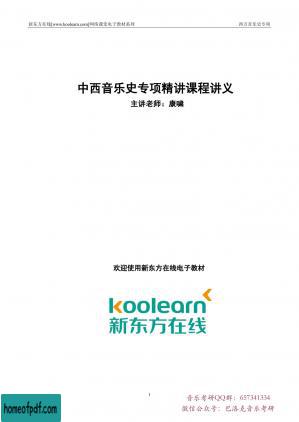 新东方在线[www.koolearn.com]网络课堂电子教材系列 西方音乐史专项
中西音乐史专项精讲课程讲义
主讲老师：康啸
欢迎使用新东方在线电子教材
koolearn
新东方在线
1
音乐考研QQ群：657341334
微信公众号：巴洛克音乐考研
homeofpdf.com